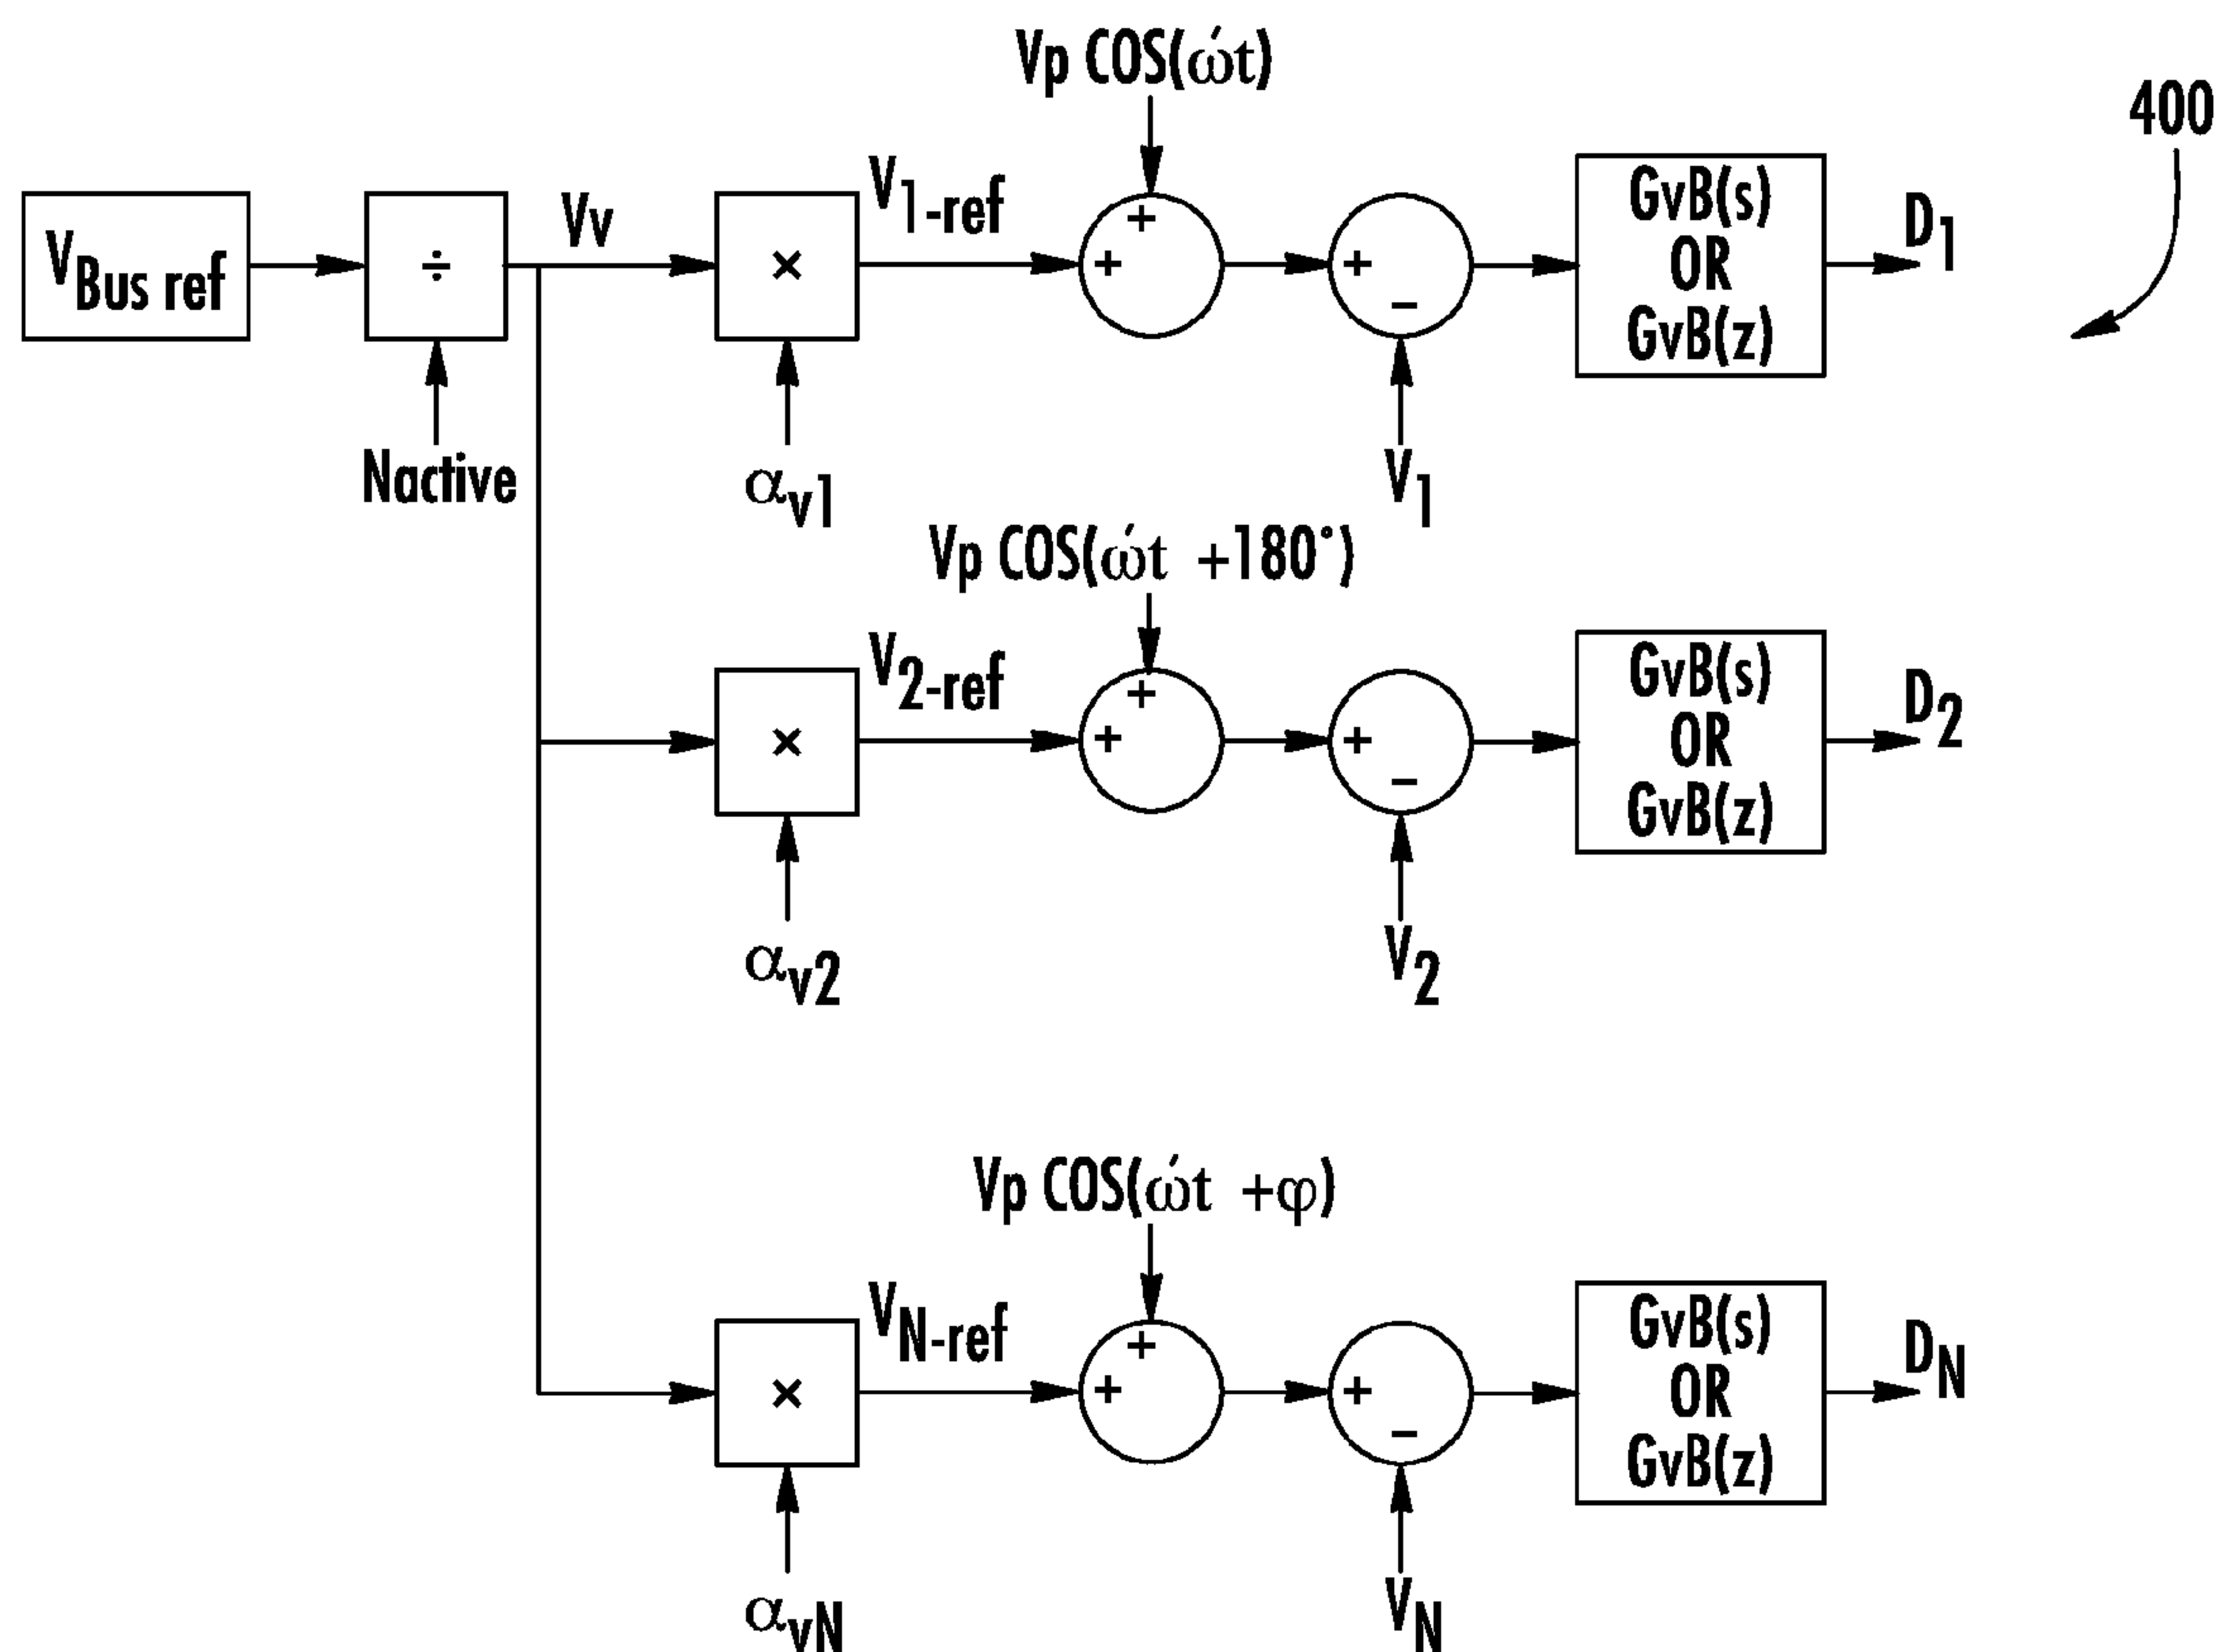 Vp COS(ώt)
400
V Bus ref
÷
Vv
×
V1-ref
+
+
+
−
GvB(s)
OR
GvB(z)
D1
Nactive
αv1
V1
Vp COS(ώt +180°)
×
V2-ref
+
+
+
−
GvB(s)
OR
GvB(z)
D2
αv2
V2
Vp COS(ώt +φ)
×
VN-ref
+
+
+
−
GvB(s)
OR
GvB(z)
DN
αvN
VN